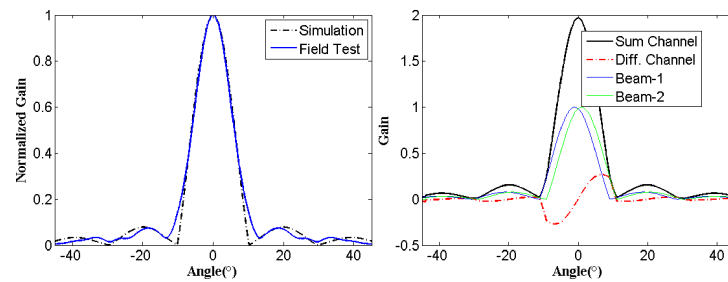 1
0.8
0.6
0.4
0.2
0
Normalized Gain
-40
-20
0
20
40
Angle(°)
Simulation
Field Test
2
1.5
1
0.5
0
-0.5
Gain
-40
-20
0
20
40
Angle(°)
Sum Channel
Diff. Channel
Beam-1
Beam-2